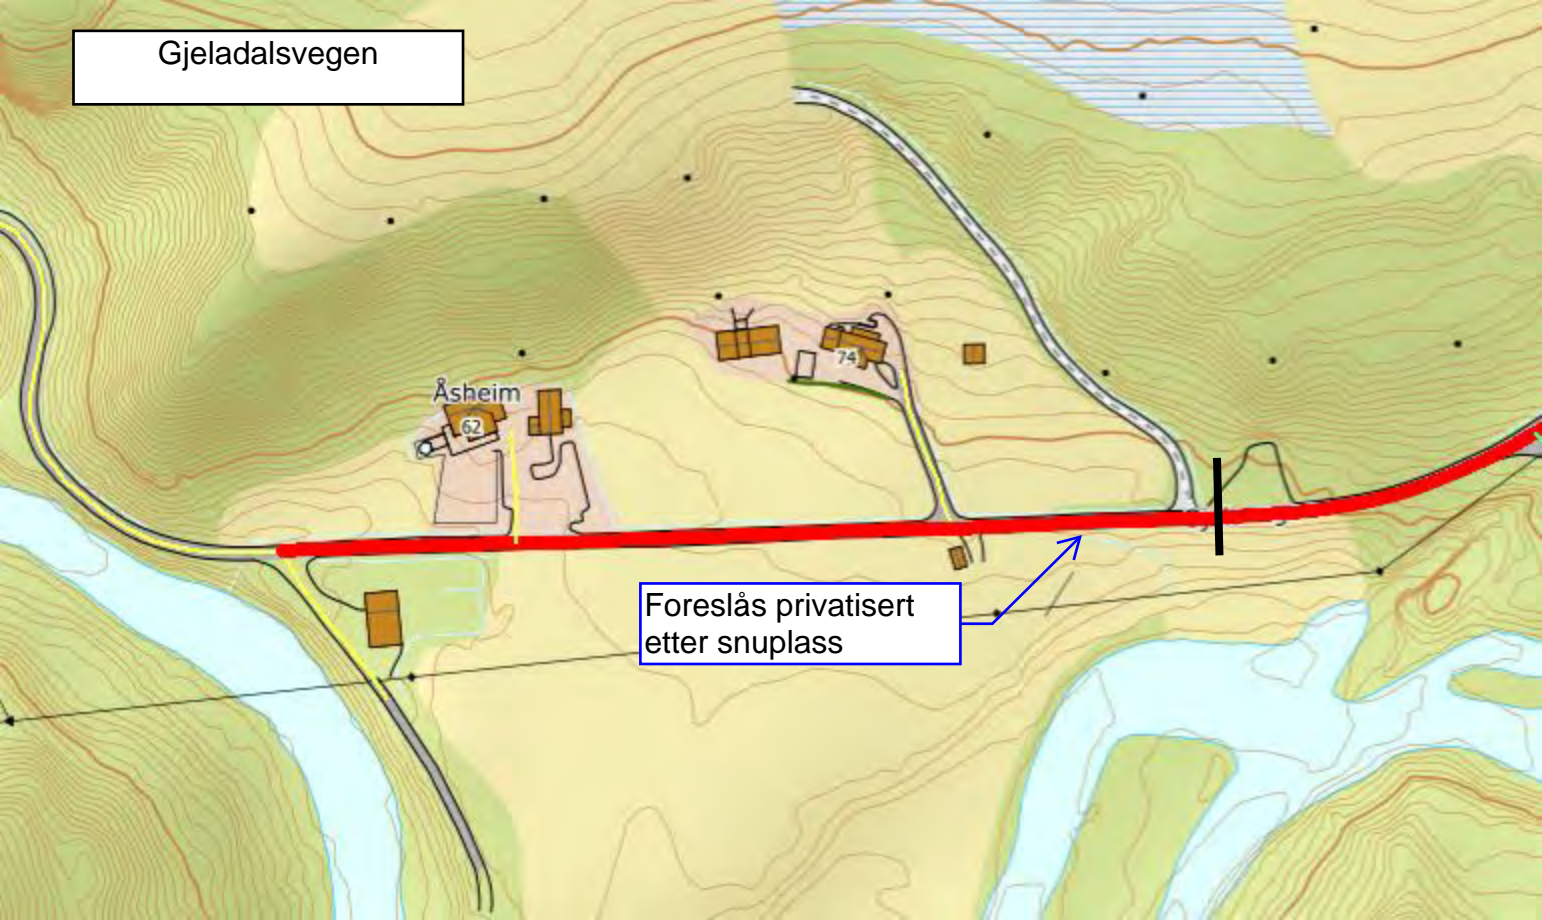 Gjeladalsvegen
74
Åsheim
62
Foreslås privatisert
etter snuplass